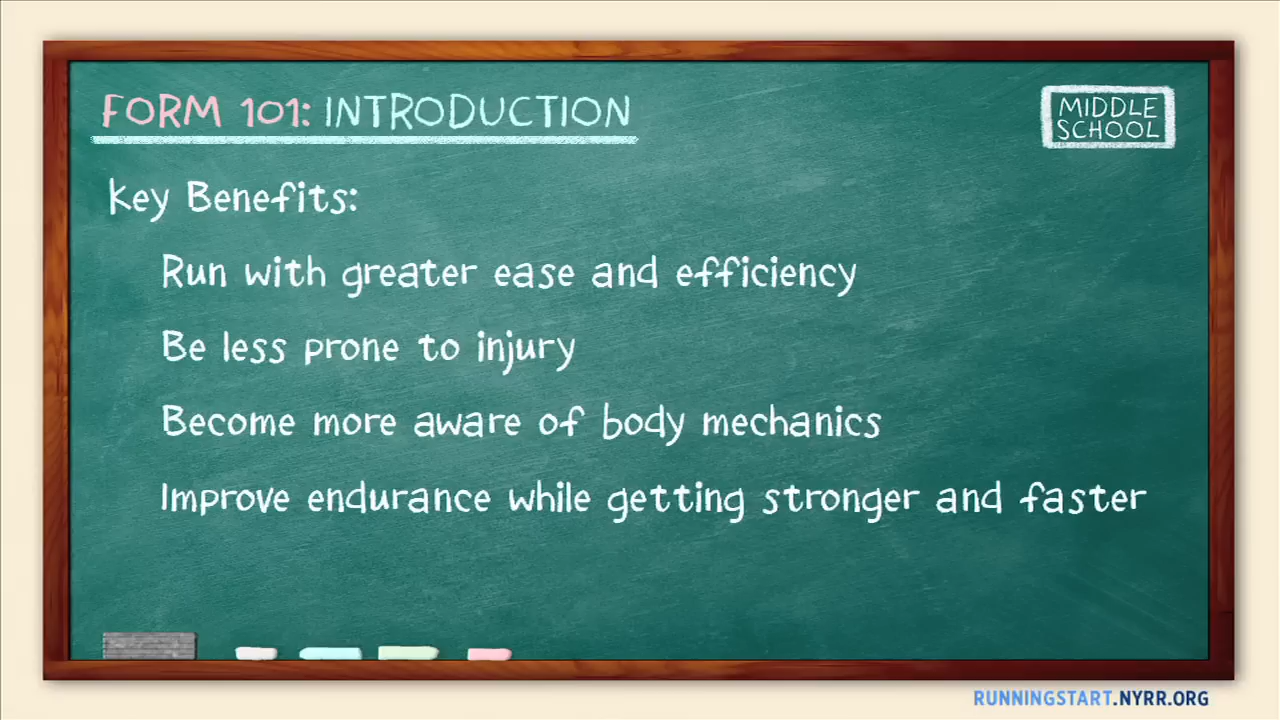 FORM 101: INTRODUCTION
MIDDLE
SCHOOL
Key Benefits:
Run with greater ease and efficiency
Be less prone to injury
Become more aware of body mechanics
Improve endurance while getting stronger and faster
RUNNINGSTART.NYRR.ORG